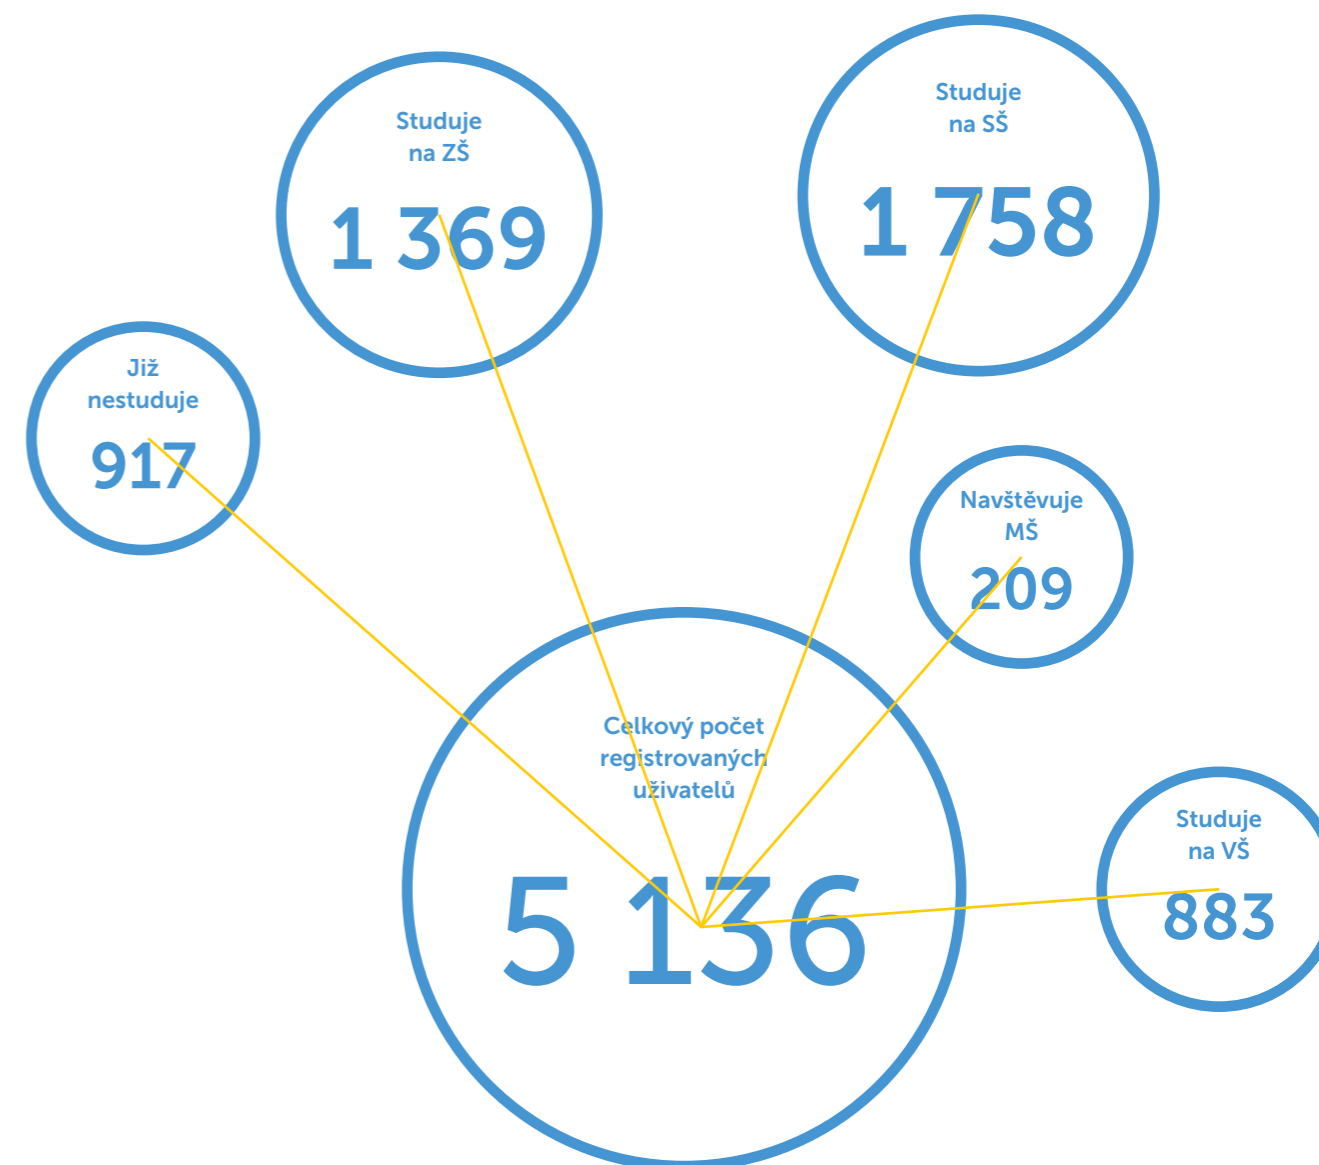 Studuje
na ZŠ
1 369
Studuje
na SŠ
1 758
Již
nestuduje
917
Navštěvuje
MŠ
209
Celkový počet
registrovaných
uživatelů
5 136
Studuje
na VŠ
883